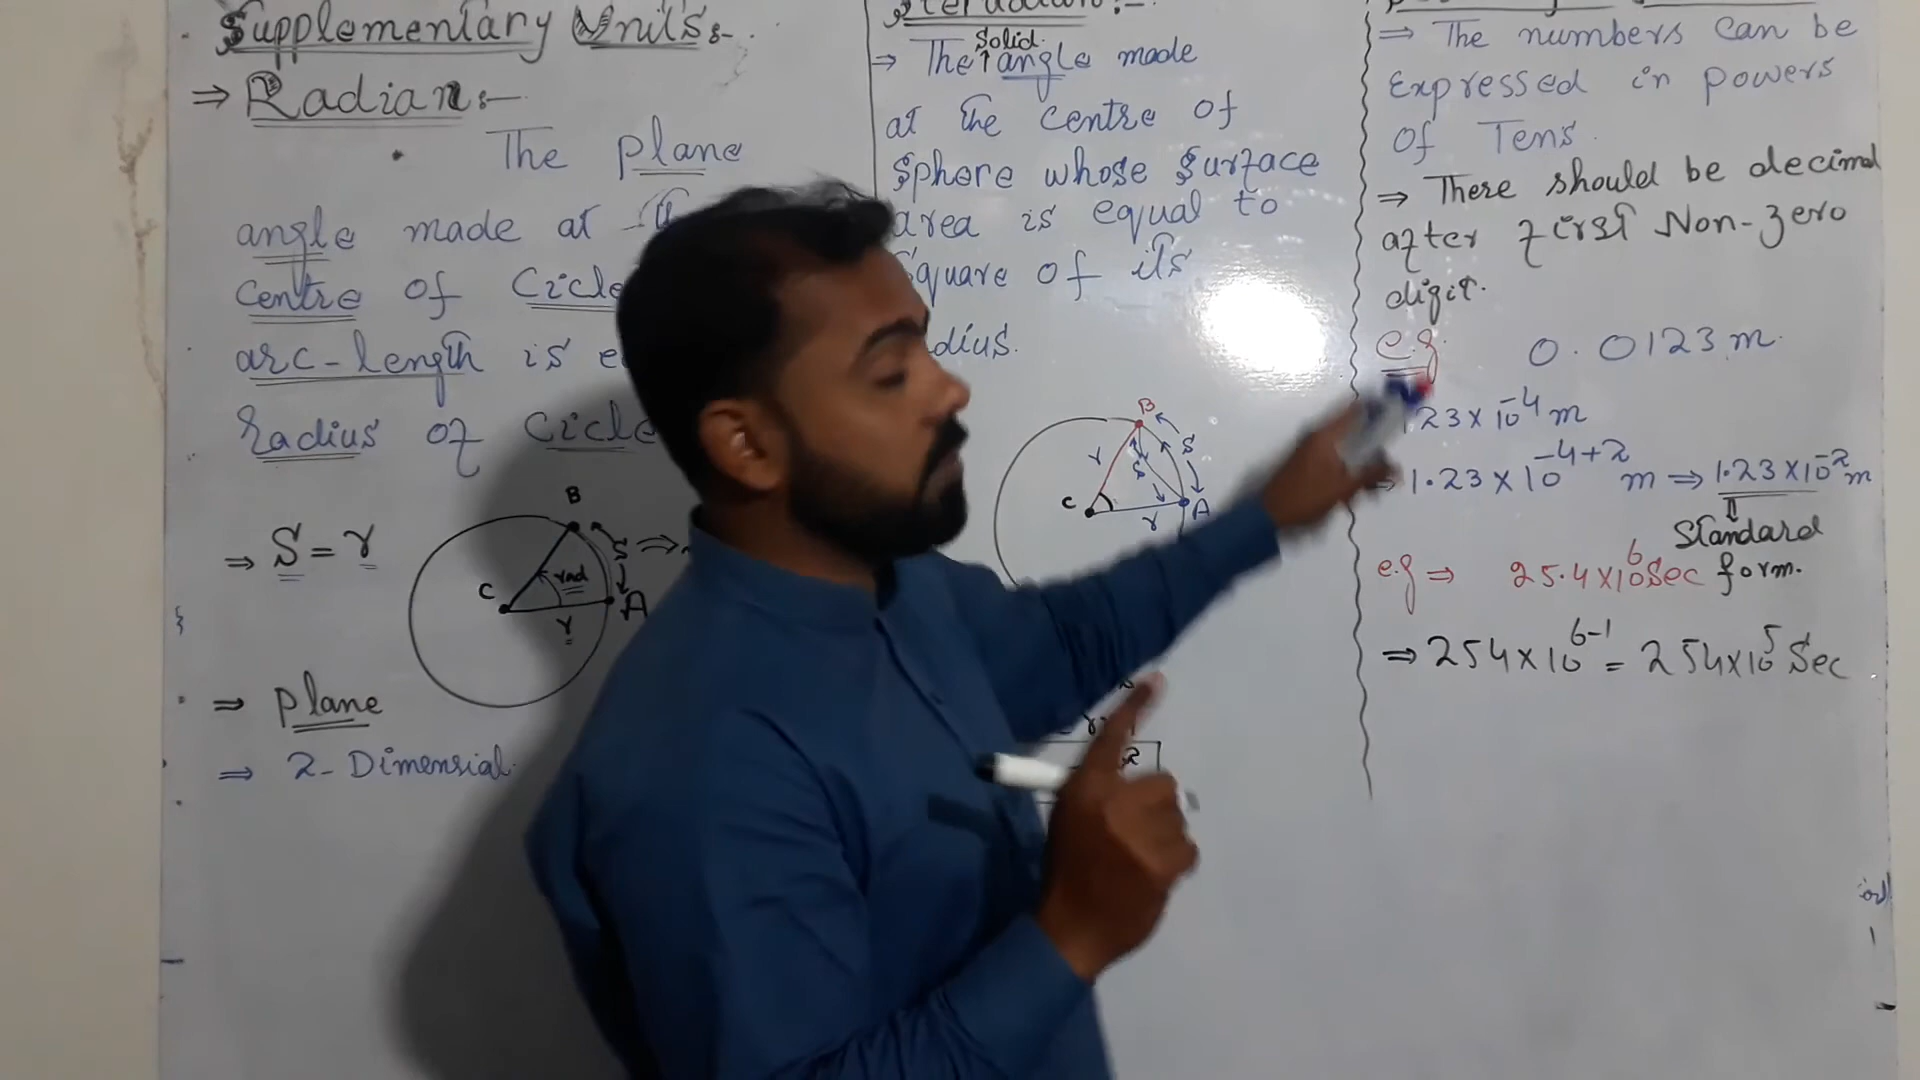 Supplementary Units:-
⇒ Radian:-
The plane
angle made at
centre of Cicle
arc-length is
Radius of Cicle
⇒ S = r
B
S ⇒
rad
C
r
A
⇒ plane
⇒ 2-Dimensial.
Steradian:-
Solid
⇒ The ↑ angle made
at the centre of
Sphere whose surface
area is equal to
Square of its
B
S
r
S
C
r
A
⇒ The numbers can be
Expressed in powers
of Tens.
⇒ There should be decimal
after first Non-zero
digit.
e.g. 0.0123 m.
123 x 10⁻⁴ m
⇒ 1.23 x 10⁻⁴⁺² m ⇒ 1.23 x 10⁻² m
Standard
form.
e.g ⇒ 25.4 x 10⁶ Sec
⇒ 254 x 10⁶⁻¹ = 254 x 10⁵ Sec